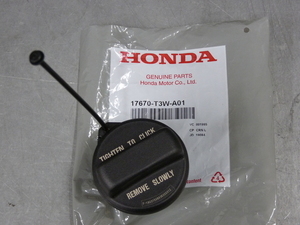 HONDA
GENUINE PARTS
Honda Motor Co., Ltd.
17670-T3W-A01
TIGHTEN TO CLICK
REMOVE SLOWLY